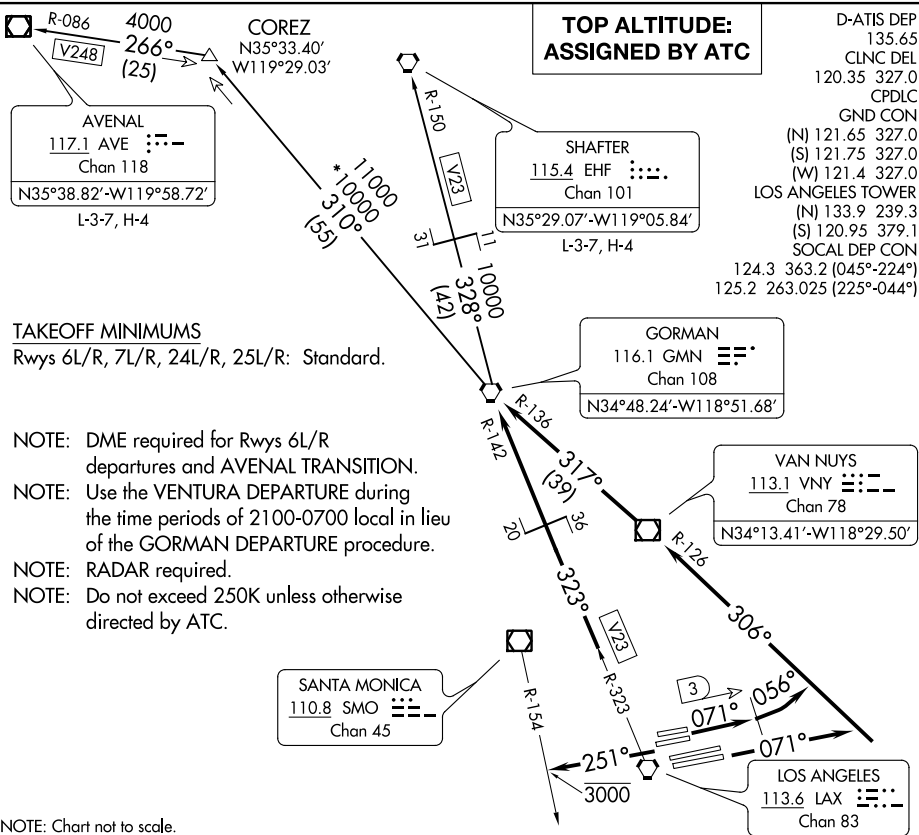 R-086
4000
266°
(25)
V248
COREZ
N35°33.40'
W119°29.03'
TOP ALTITUDE:
ASSIGNED BY ATC
D-ATIS DEP
135.65
CLNC DEL
120.35 327.0
CPDLC
GND CON
(N) 121.65 327.0
(S) 121.75 327.0
(W) 121.4 327.0
LOS ANGELES TOWER
(N) 133.9 239.3
(S) 120.95 379.1
SOCAL DEP CON
124.3 363.2 (045°-224°)
125.2 263.025 (225°-044°)
AVENAL
117.1 AVE
Chan 118
N35°38.82'-W119°58.72'
L-3-7, H-4
R-150
V23
SHAFTER
115.4 EHF
Chan 101
N35°29.07'-W119°05.84'
L-3-7, H-4
11000
*10000
310°
(55)
31
11
10000
328°
(42)
TAKEOFF MINIMUMS
Rwys 6L/R, 7L/R, 24L/R, 25L/R: Standard.
GORMAN
116.1 GMN
Chan 108
N34°48.24'-W118°51.68'
NOTE: DME required for Rwys 6L/R
departures and AVENAL TRANSITION.
NOTE: Use the VENTURA DEPARTURE during
the time periods of 2100-0700 local in lieu
of the GORMAN DEPARTURE procedure.
NOTE: RADAR required.
NOTE: Do not exceed 250K unless otherwise
directed by ATC.
R-142
R-136
317°
(39)
20
36
323°
V23
R-323
VAN NUYS
113.1 VNY
Chan 78
N34°13.41'-W118°29.50'
R-126
306°
SANTA MONICA
110.8 SMO
Chan 45
R-154
3
071°
056°
251°
3000
071°
LOS ANGELES
113.6 LAX
Chan 83
NOTE: Chart not to scale.